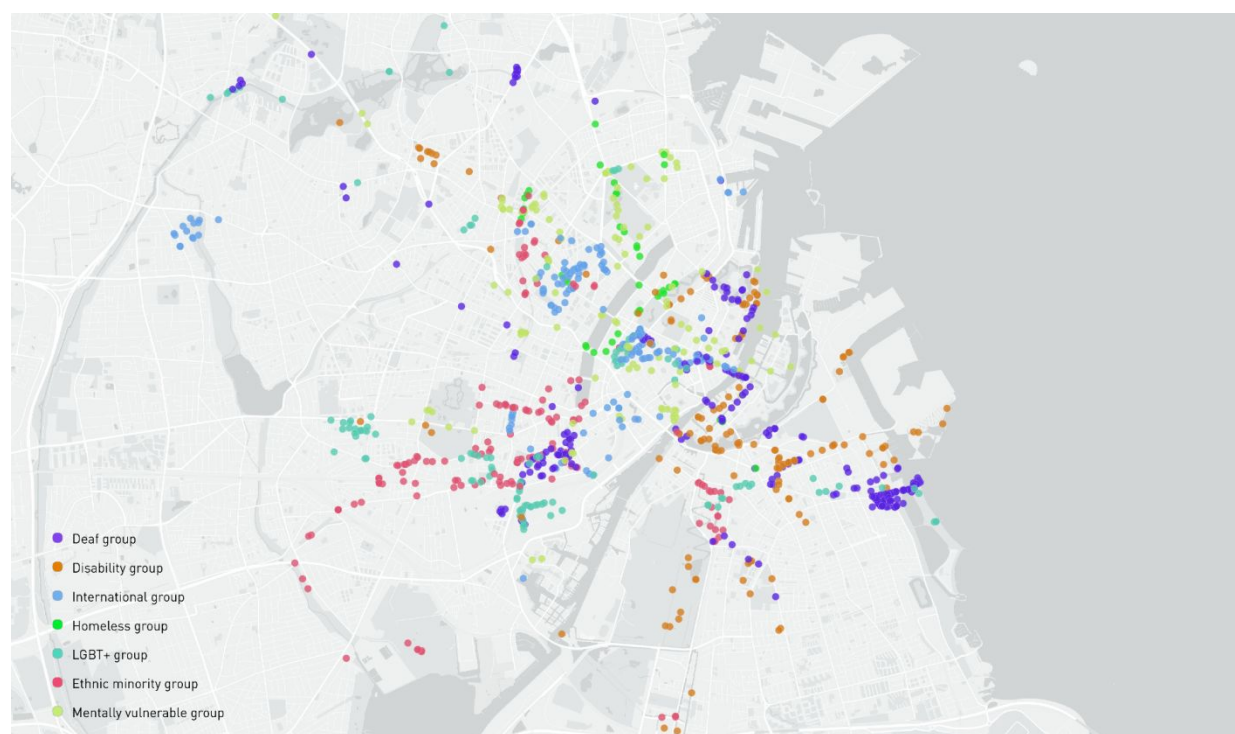 Deaf group
Disability group
International group
Homeless group
LGBT+ group
Ethnic minority group
Mentally vulnerable group